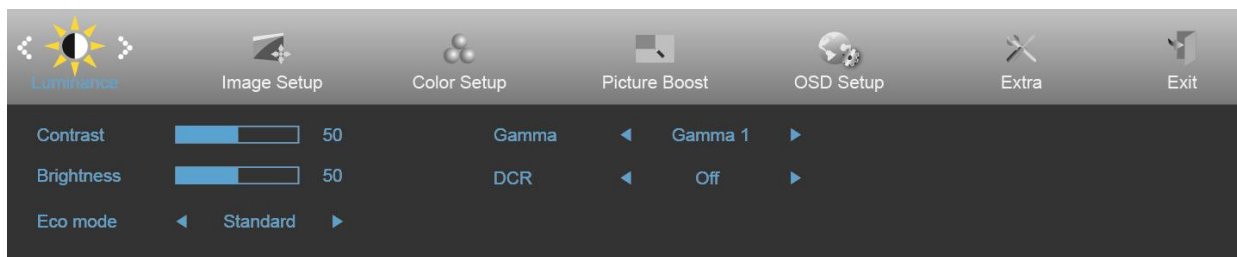 Luminance Image Setup Color Setup Picture Boost OSD Setup Extra Exit
Contrast 50 Gamma Gamma 1
Brightness 50 DCR Off
Eco mode Standard